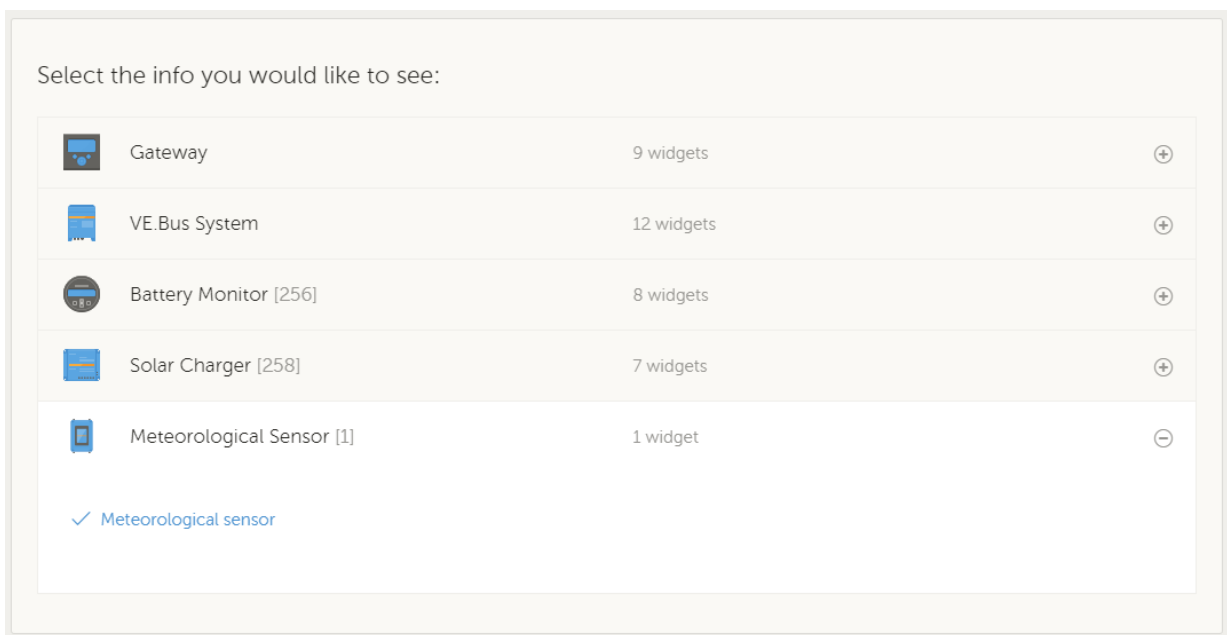 Select the info you would like to see:
Gateway 9 widgets
VE.Bus System 12 widgets
Battery Monitor [256] 8 widgets
Solar Charger [258] 7 widgets
Meteorological Sensor [1] 1 widget
Meteorological sensor